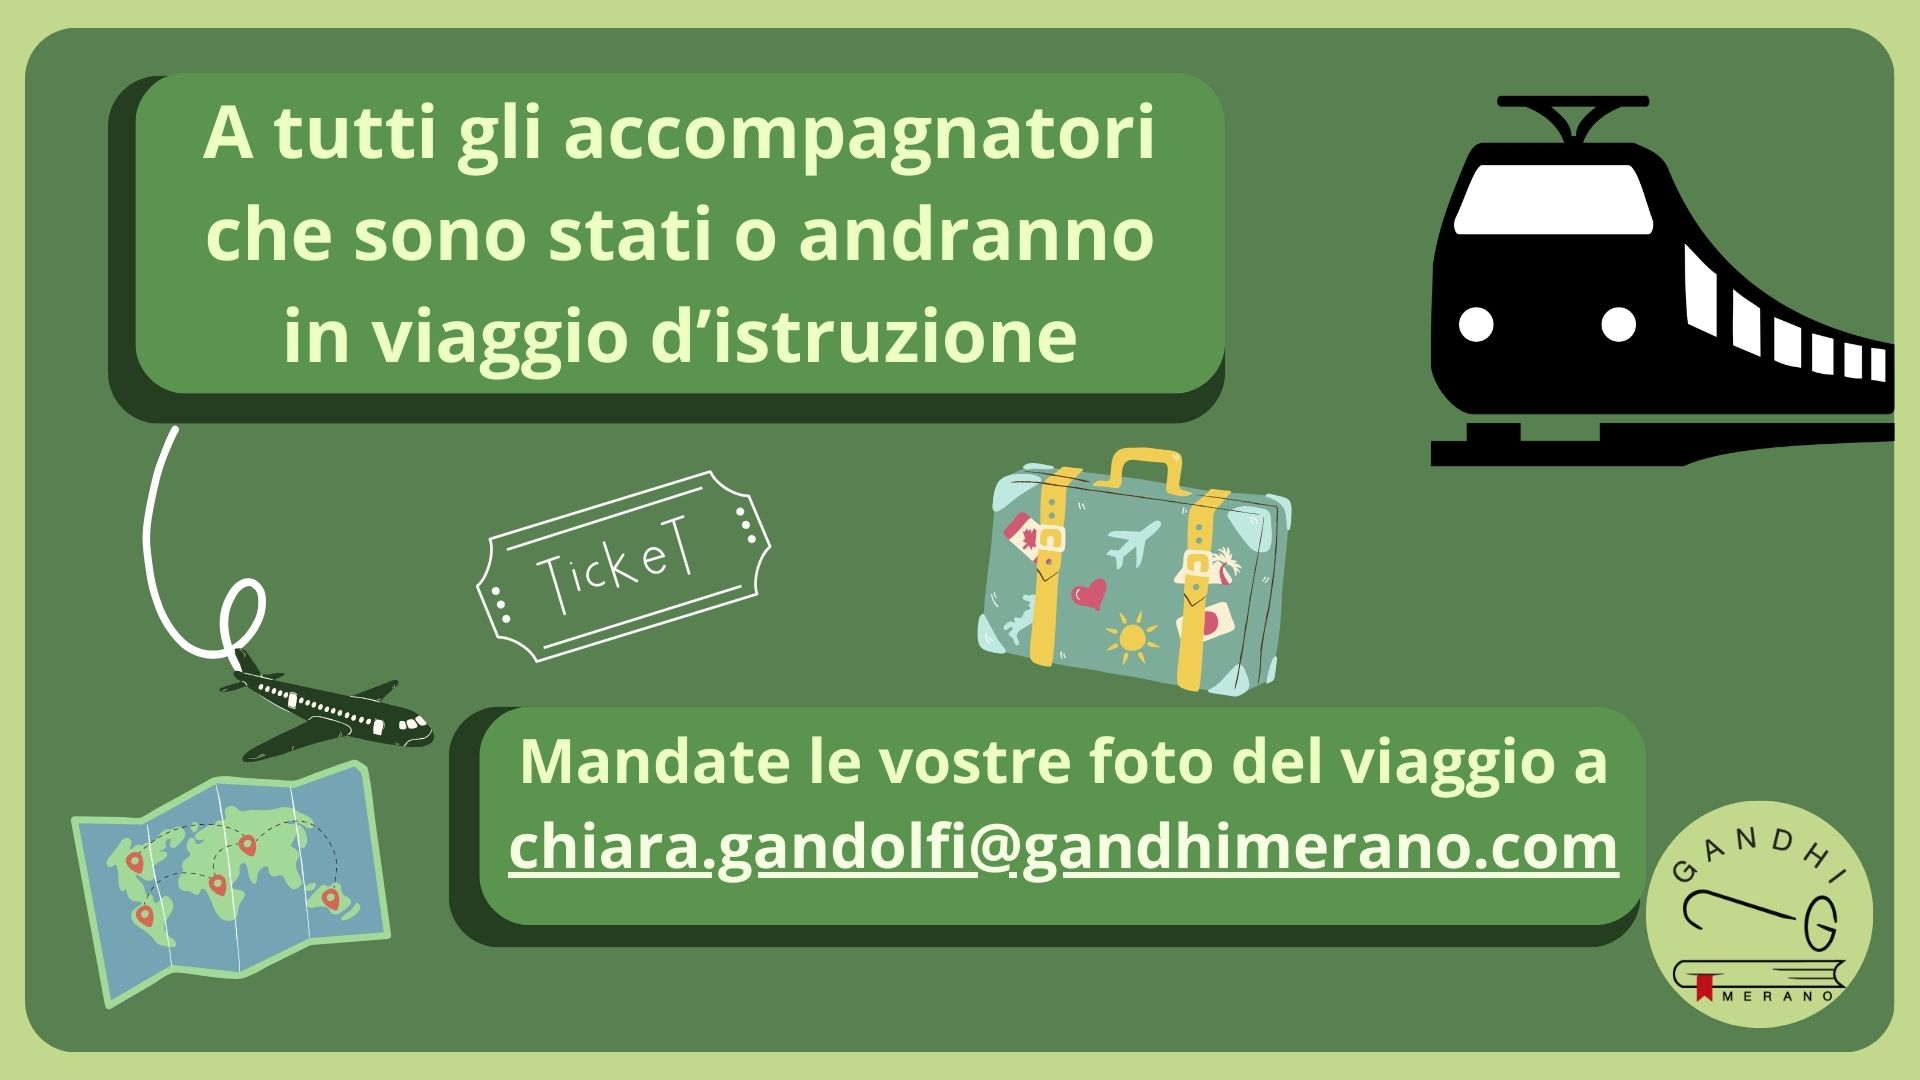 A tutti gli accompagnatori
che sono stati o andranno
in viaggio d’istruzione
TickeT
Mandate le vostre foto del viaggio a
chiara.gandolfi@gandhimerano.com
GANDHI
G
MERANO